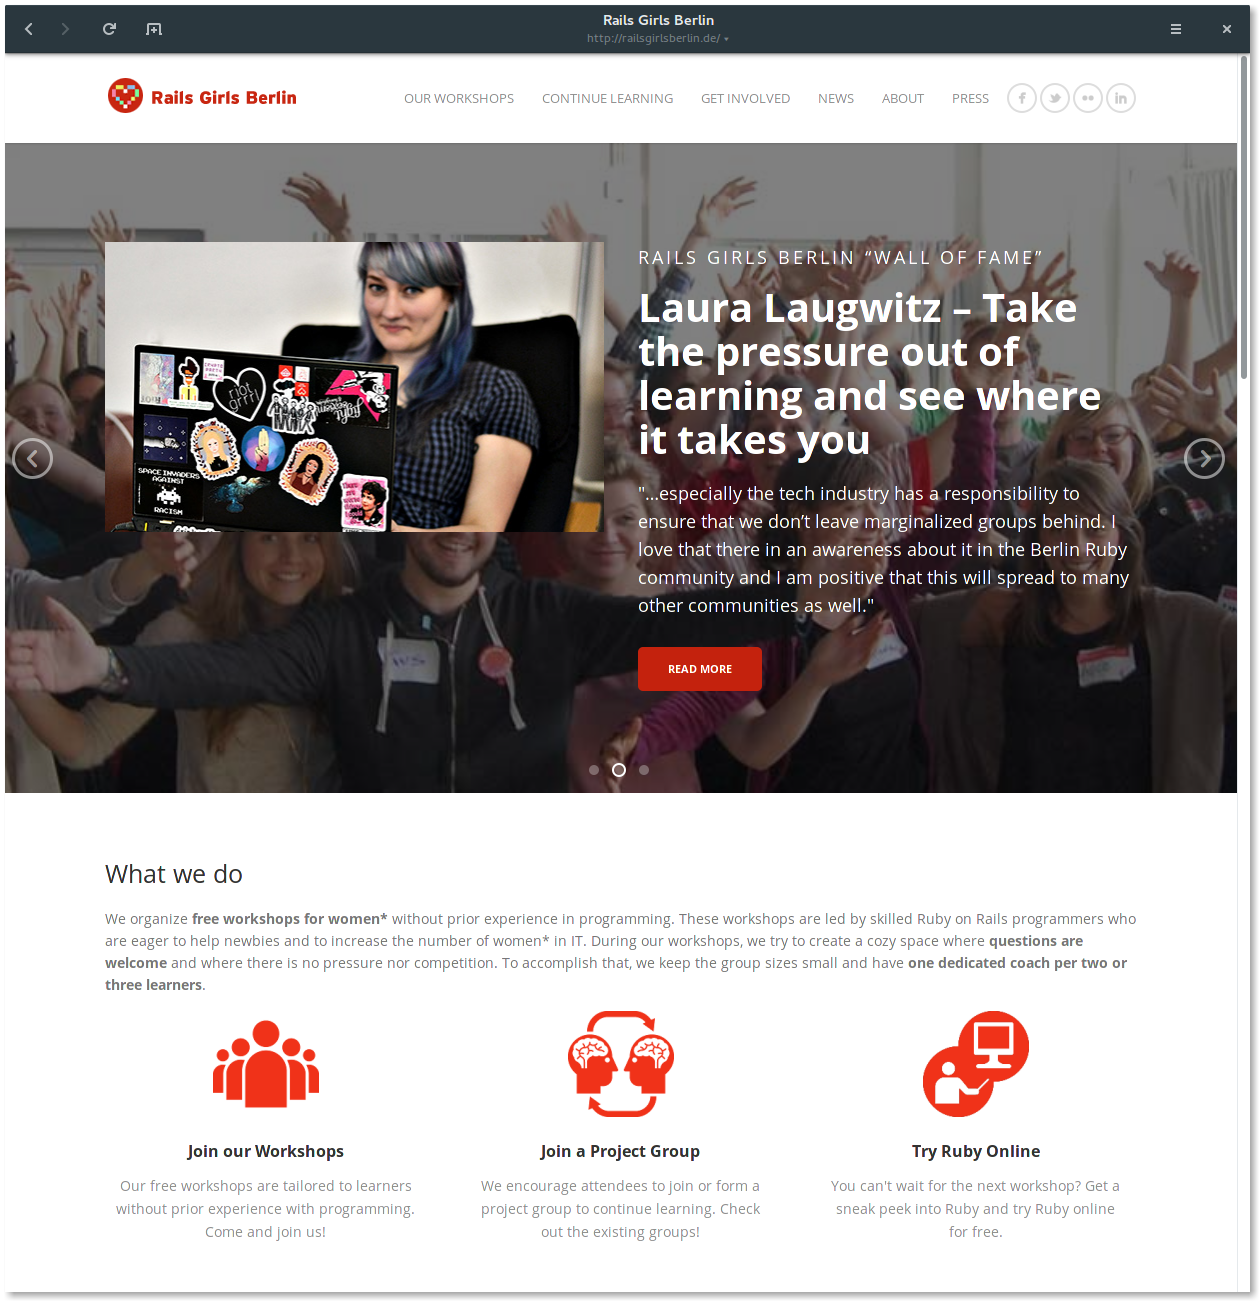 Rails Girls Berlin
http://railsgirlsberlin.de/
Rails Girls Berlin
OUR WORKSHOPS CONTINUE LEARNING GET INVOLVED NEWS ABOUT PRESS
RAILS GIRLS BERLIN “WALL OF FAME”
Laura Laugwitz – Take
the pressure out of
learning and see where
it takes you
"...especially the tech industry has a responsibility to
ensure that we don’t leave marginalized groups behind. I
love that there in an awareness about it in the Berlin Ruby
community and I am positive that this will spread to many
other communities as well."
READ MORE
riot
grrrl
SPACE INVADERS
AGAINST
RACISM
What we do
We organize free workshops for women* without prior experience in programming. These workshops are led by skilled Ruby on Rails programmers who
are eager to help newbies and to increase the number of women* in IT. During our workshops, we try to create a cozy space where questions are
welcome and where there is no pressure nor competition. To accomplish that, we keep the group sizes small and have one dedicated coach per two or
three learners.
Join our Workshops
Our free workshops are tailored to learners
without prior experience with programming.
Come and join us!
Join a Project Group
We encourage attendees to join or form a
project group to continue learning. Check
out the existing groups!
Try Ruby Online
You can't wait for the next workshop? Get a
sneak peek into Ruby and try Ruby online
for free.